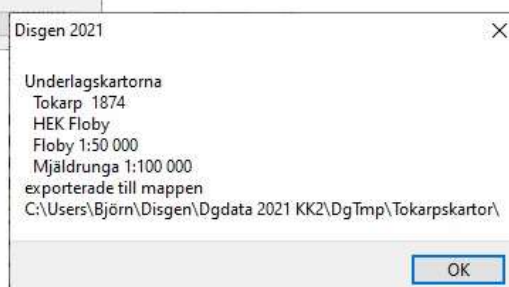 Disgen 2021
Underlagskartorna
Tokarp 1874
HEK Floby
Floby 1:50 000
Mjäldrunga 1:100 000
exporterade till mappen
C:\Users\Björn\Disgen\Dgdata 2021 KK2\DgTmp\Tokarpskartor\
OK